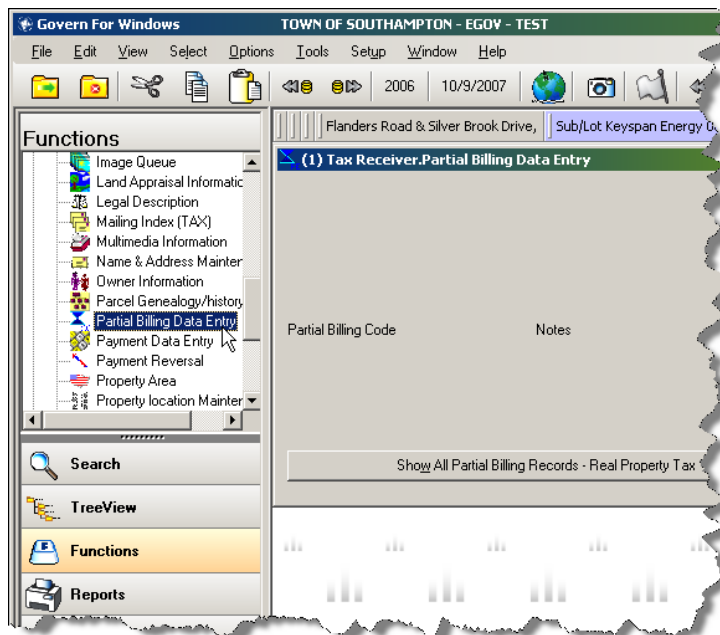 Govern For Windows TOWN OF SOUTHAMPTON - EGOV - TEST
File Edit View Select Options Tools Setup Window Help
2006 10/9/2007
Flanders Road & Silver Brook Drive, Sub/Lot Keyspan Energy
Functions
(1) Tax Receiver.Partial Billing Data Entry
Image Queue
Land Appraisal Informatic
Legal Description
Mailing Index (TAX)
Multimedia Information
Name & Address Mainter
Owner Information
Parcel Genealogy/history
Partial Billing Data Entry
Payment Data Entry
Payment Reversal
Property Area
Property location Mainter
Partial Billing Code Notes
Show All Partial Billing Records - Real Property Tax
Search
TreeView
Functions
Reports